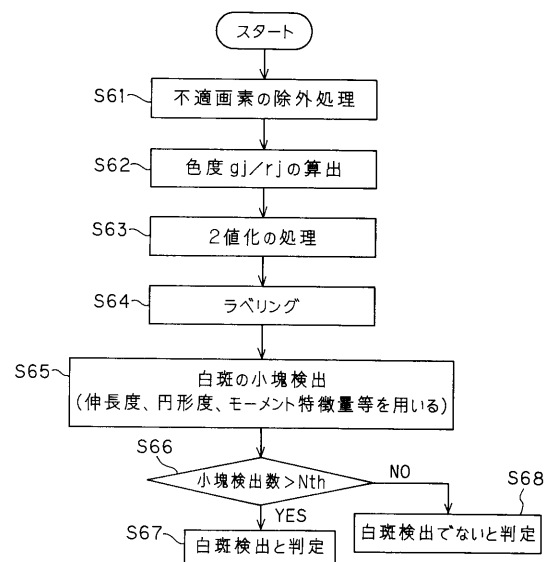 スタート
S61
不適画素の除外処理
S62
色度gj/rjの算出
S63
2値化の処理
S64
ラベリング
S65
白斑の小塊検出
(伸長度、円形度、モーメント特徴量等を用いる)
S66
小塊検出数>Nth
NO
S68
YES
S67
白斑検出と判定
白斑検出でないと判定